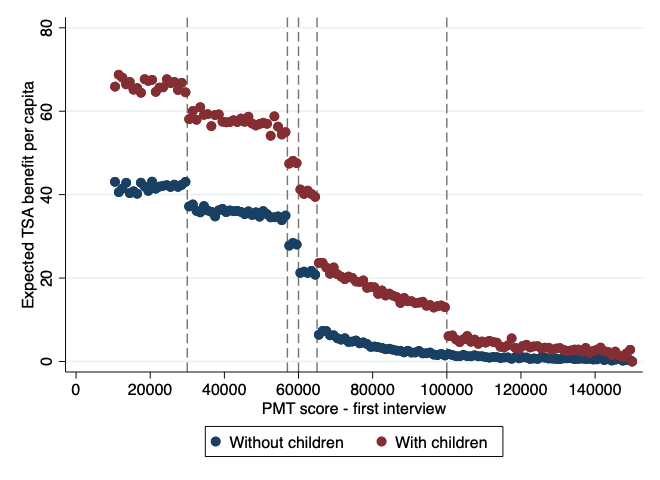 Expected TSA benefit per capita
80
60
40
20
0
0 20000 40000 60000 80000 100000 120000 140000
PMT score - first interview
Without children With children